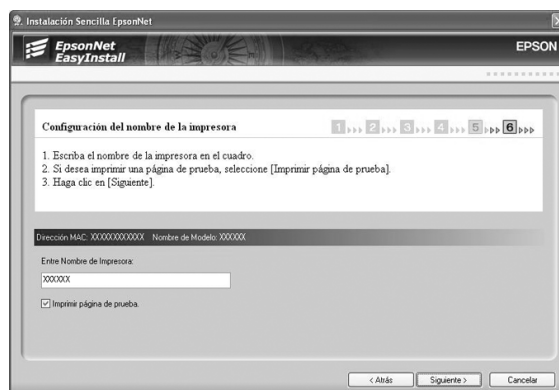 Instalación Sencilla EpsonNet
EpsonNet
EasyInstall
EPSON
Configuración del nombre de la impresora
1 2 3 4 5 6
1. Escriba el nombre de la impresora en el cuadro.
2. Si desea imprimir una página de prueba, seleccione [Imprimir página de prueba].
3. Haga clic en [Siguiente].
Dirección MAC: XXXXXXXXXXXX Nombre de Modelo: XXXXXX
Entre Nombre de Impresora:
XXXXXX
Imprimir página de prueba.
< Atrás Siguiente > Cancelar